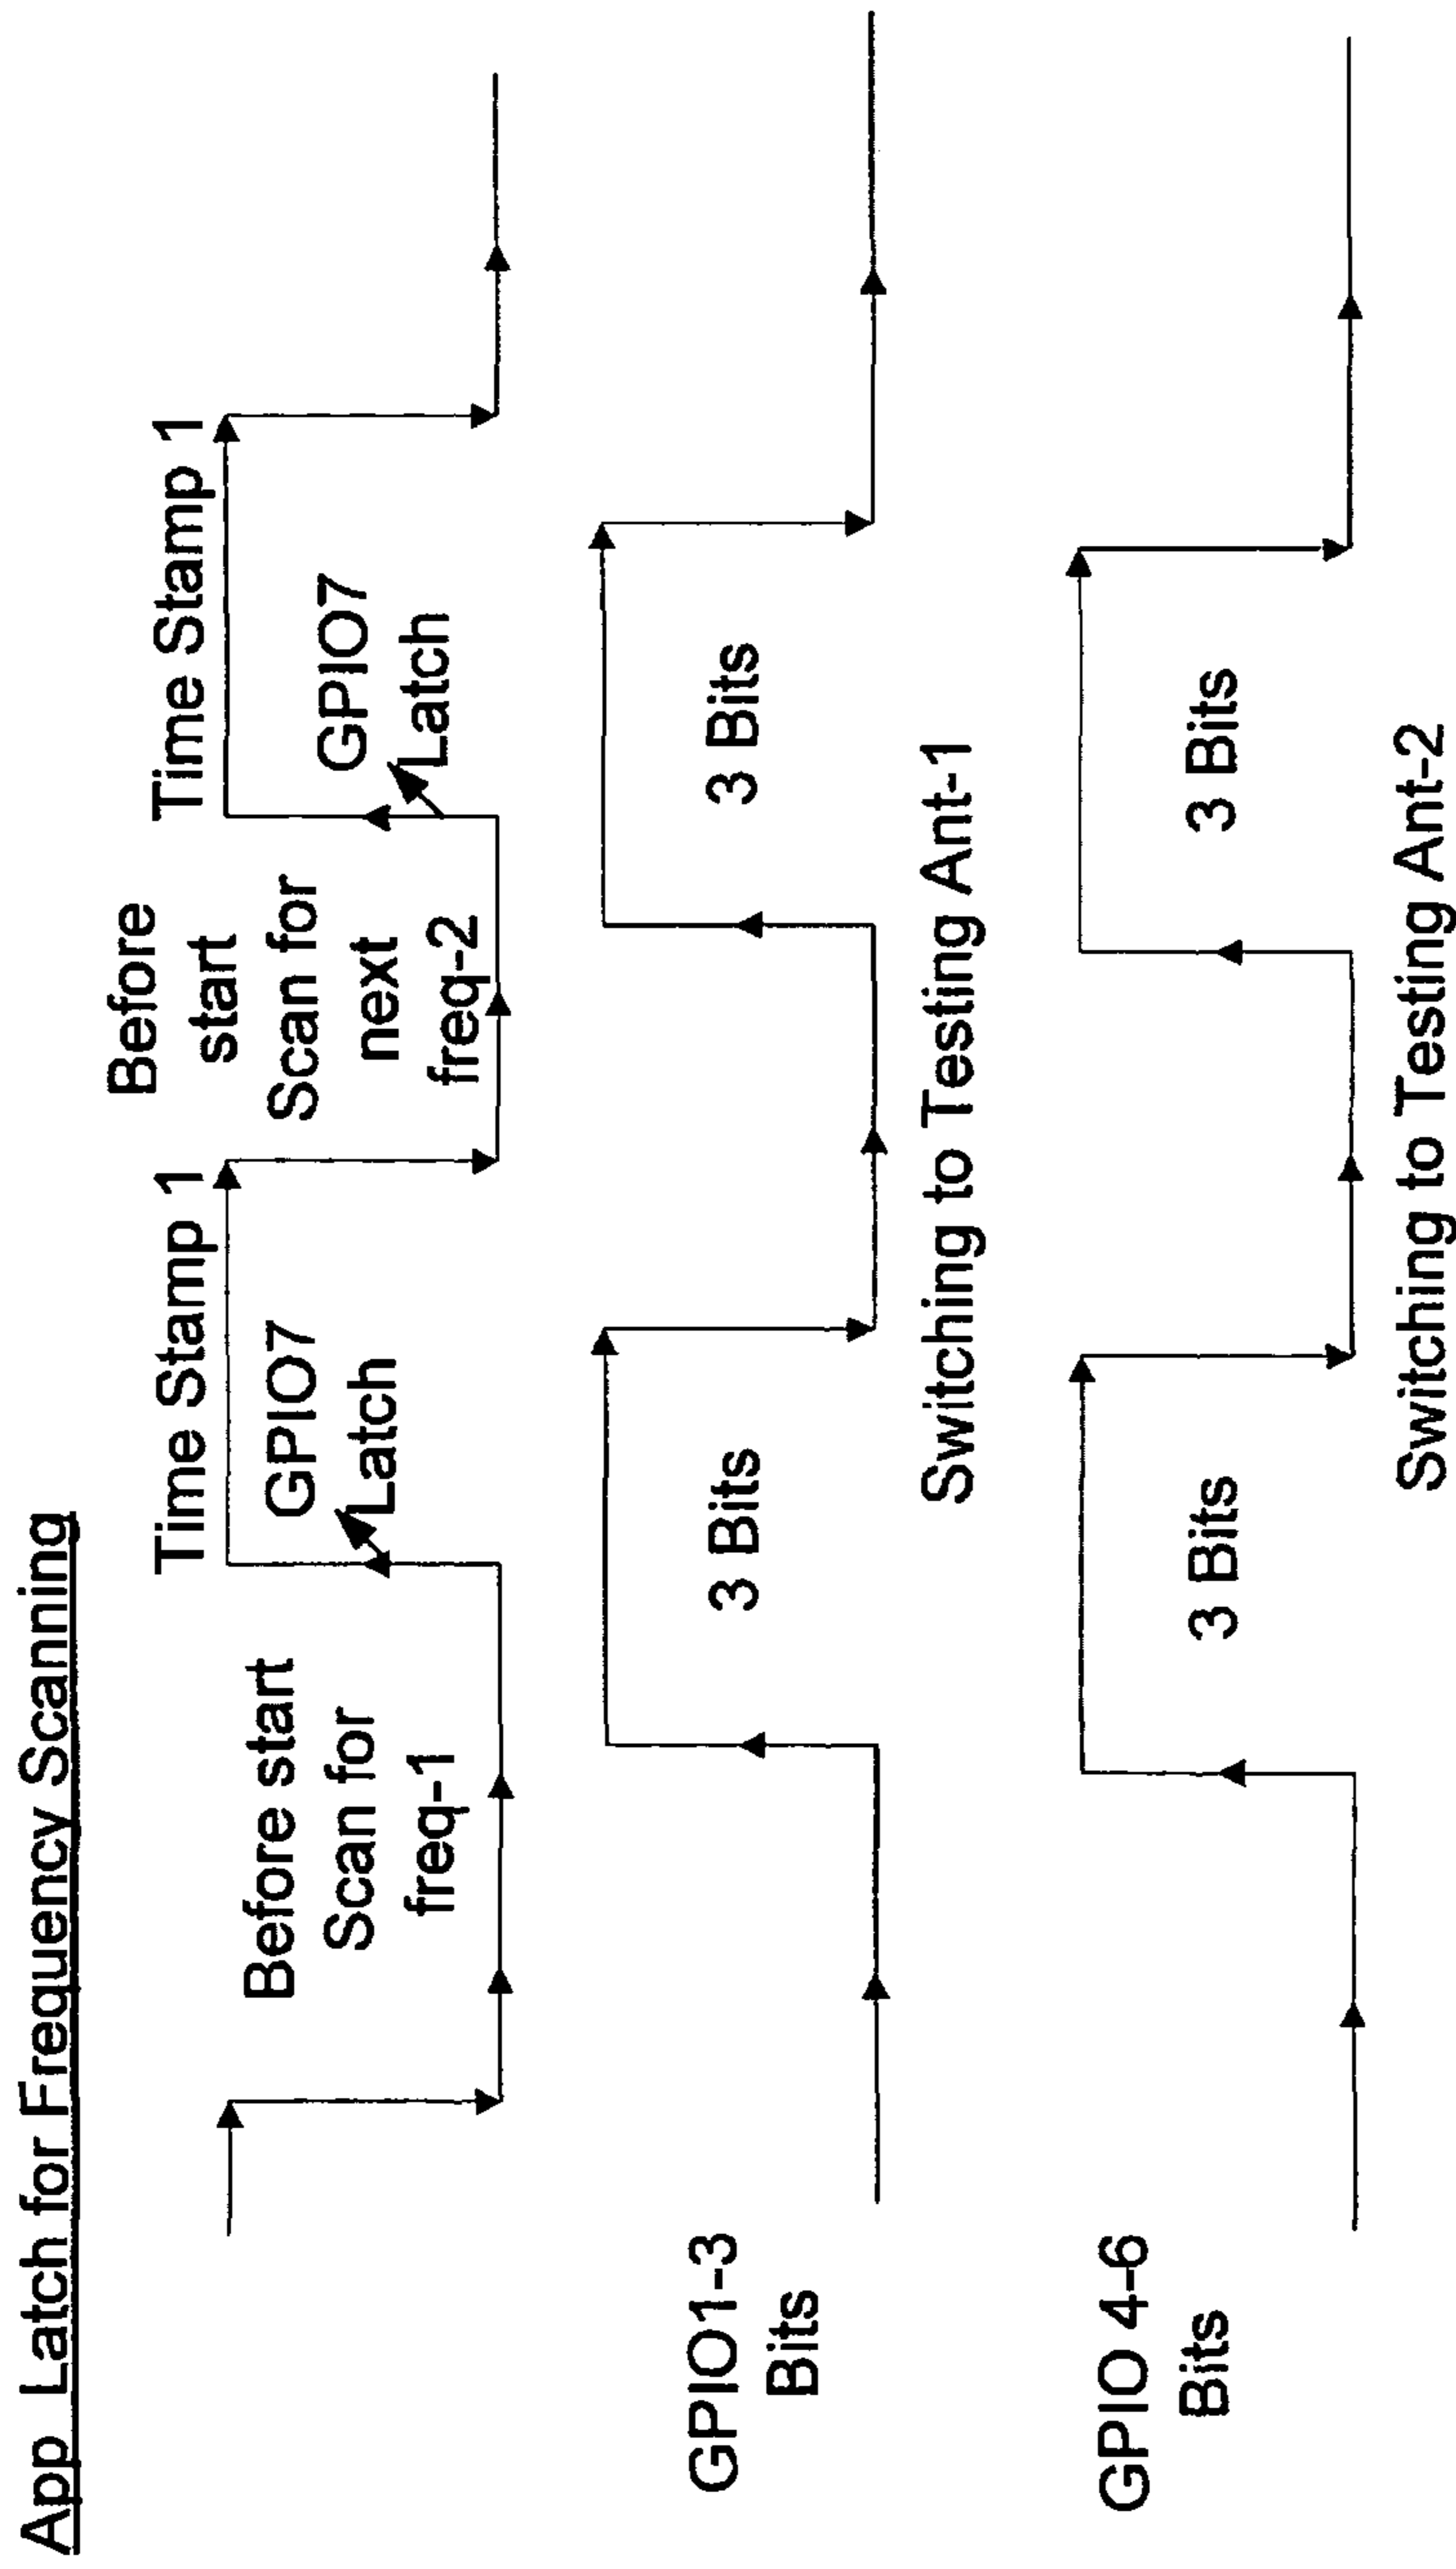 App Latch for Frequency Scanning
Time Stamp 1
Time Stamp 1
Before start
Scan for
freq-1
GPIO7
Latch
Before
start
Scan for
next
freq-2
GPIO7
Latch
GPIO1-3
Bits
3 Bits
3 Bits
Switching to Testing Ant-1
GPIO 4-6
Bits
3 Bits
3 Bits
Switching to Testing Ant-2